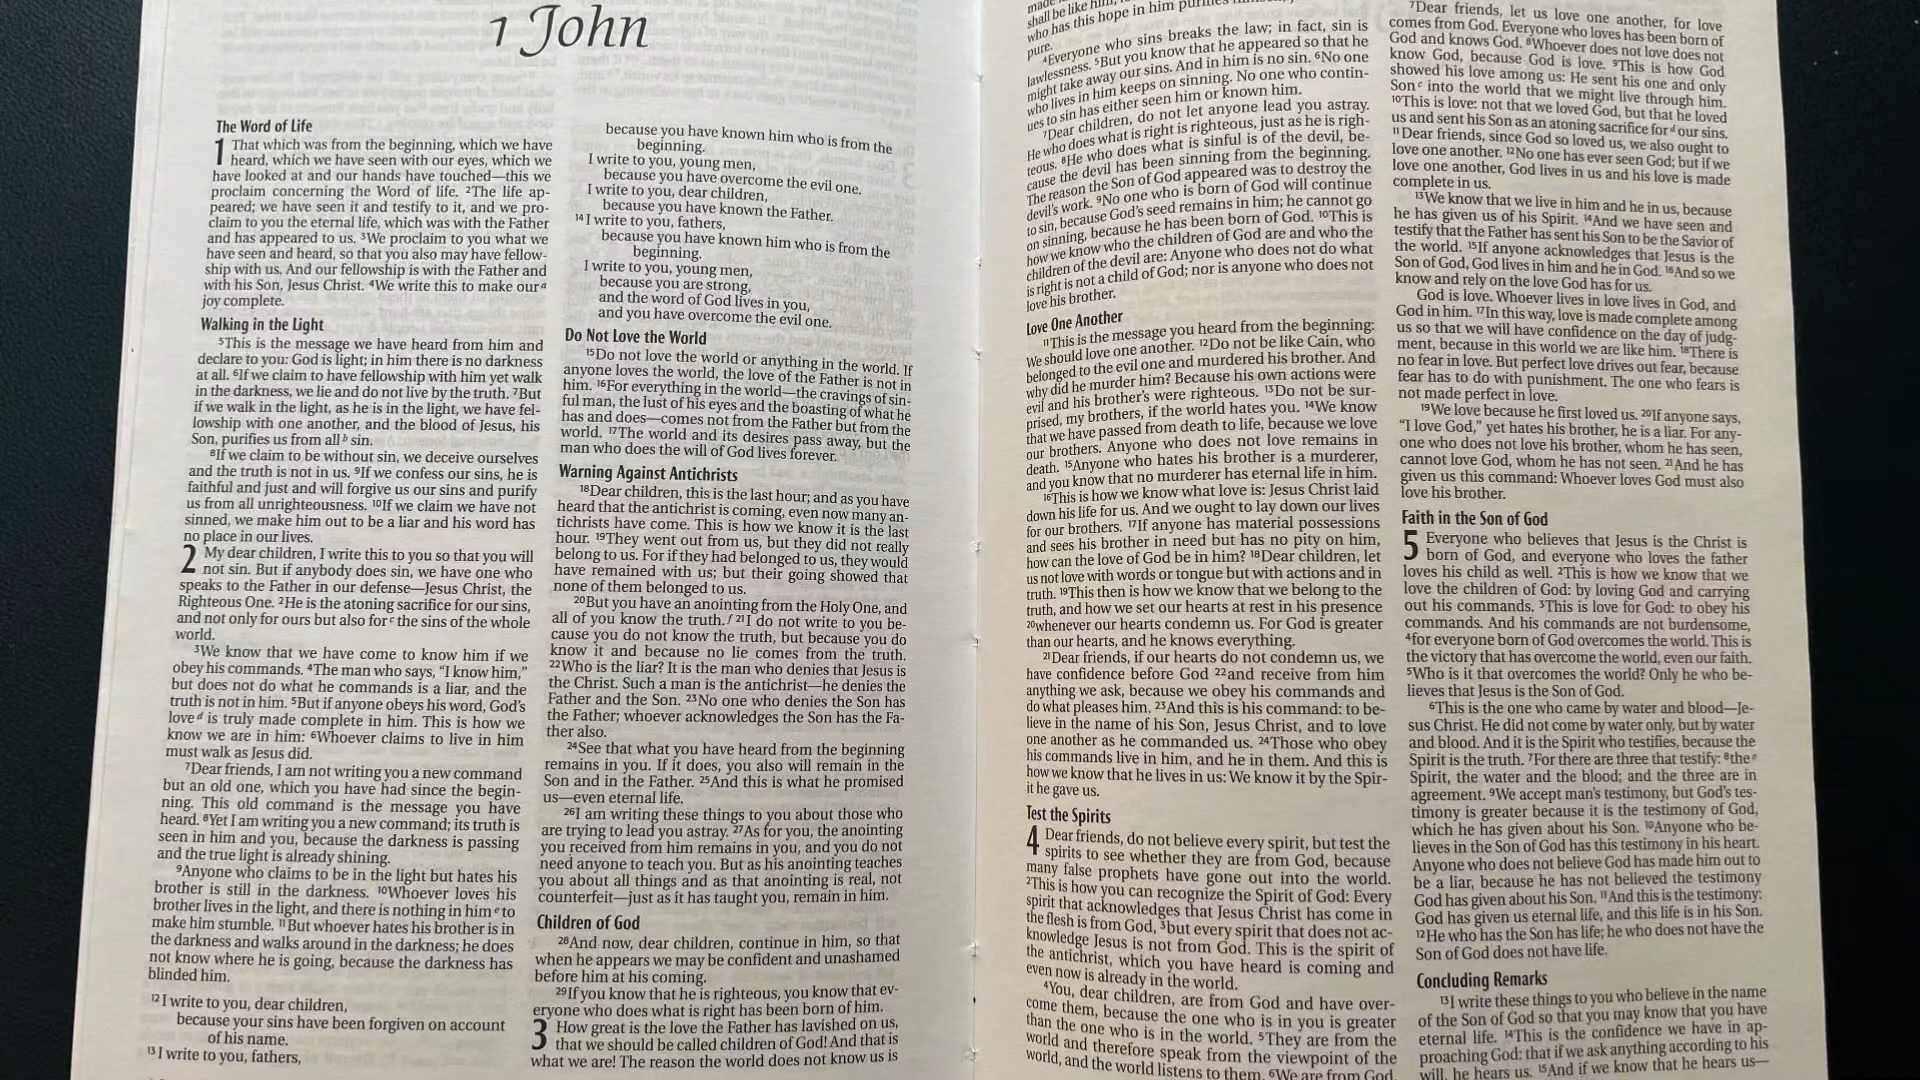 1 John
The Word of Life
1 That which was from the beginning, which we have
heard, which we have seen with our eyes, which we
have looked at and our hands have touched—this we
proclaim concerning the Word of life. ²The life ap-
peared; we have seen it and testify to it, and we pro-
claim to you the eternal life, which was with the Father
and has appeared to us. ³We proclaim to you what we
have seen and heard, so that you also may have fellow-
ship with us. And our fellowship is with the Father and
with his Son, Jesus Christ. ⁴We write this to make our ᵃ
joy complete.
Walking in the Light
⁵This is the message we have heard from him and
declare to you: God is light; in him there is no darkness
at all. ⁶If we claim to have fellowship with him yet walk
in the darkness, we lie and do not live by the truth. ⁷But
if we walk in the light, as he is in the light, we have fel-
lowship with one another, and the blood of Jesus, his
Son, purifies us from all ᵇ sin.
⁸If we claim to be without sin, we deceive ourselves
and the truth is not in us. ⁹If we confess our sins, he is
faithful and just and will forgive us our sins and purify
us from all unrighteousness. ¹⁰If we claim we have not
sinned, we make him out to be a liar and his word has
no place in our lives.
2 My dear children, I write this to you so that you will
not sin. But if anybody does sin, we have one who
speaks to the Father in our defense—Jesus Christ, the
Righteous One. ²He is the atoning sacrifice for our sins,
and not only for ours but also for ᶜ the sins of the whole
world.
³We know that we have come to know him if we
obey his commands. ⁴The man who says, “I know him,”
but does not do what he commands is a liar, and the
truth is not in him. ⁵But if anyone obeys his word, God’s
love ᵈ is truly made complete in him. This is how we
know we are in him: ⁶Whoever claims to live in him
must walk as Jesus did.
⁷Dear friends, I am not writing you a new command
but an old one, which you have had since the begin-
ning. This old command is the message you have
heard. ⁸Yet I am writing you a new command; its truth is
seen in him and you, because the darkness is passing
and the true light is already shining.
⁹Anyone who claims to be in the light but hates his
brother is still in the darkness. ¹⁰Whoever loves his
brother lives in the light, and there is nothing in him ᵉ to
make him stumble. ¹¹But whoever hates his brother is in
the darkness and walks around in the darkness; he does
not know where he is going, because the darkness has
blinded him.
¹²I write to you, dear children,
because your sins have been forgiven on account
of his name.
¹³I write to you, fathers,
because you have known him who is from the
beginning.
I write to you, young men,
because you have overcome the evil one.
I write to you, dear children,
because you have known the Father.
¹⁴I write to you, fathers,
because you have known him who is from the
beginning.
I write to you, young men,
because you are strong,
and the word of God lives in you,
and you have overcome the evil one.
Do Not Love the World
¹⁵Do not love the world or anything in the world. If
anyone loves the world, the love of the Father is not in
him. ¹⁶For everything in the world—the cravings of sin-
ful man, the lust of his eyes and the boasting of what he
has and does—comes not from the Father but from the
world. ¹⁷The world and its desires pass away, but the
man who does the will of God lives forever.
Warning Against Antichrists
¹⁸Dear children, this is the last hour; and as you have
heard that the antichrist is coming, even now many an-
tichrists have come. This is how we know it is the last
hour. ¹⁹They went out from us, but they did not really
belong to us. For if they had belonged to us, they would
have remained with us; but their going showed that
none of them belonged to us.
²⁰But you have an anointing from the Holy One, and
all of you know the truth. ᶠ ²¹I do not write to you be-
cause you do not know the truth, but because you do
know it and because no lie comes from the truth.
²²Who is the liar? It is the man who denies that Jesus is
the Christ. Such a man is the antichrist—he denies the
Father and the Son. ²³No one who denies the Son has
the Father; whoever acknowledges the Son has the Fa-
ther also.
²⁴See that what you have heard from the beginning
remains in you. If it does, you also will remain in the
Son and in the Father. ²⁵And this is what he promised
us—even eternal life.
²⁶I am writing these things to you about those who
are trying to lead you astray. ²⁷As for you, the anointing
you received from him remains in you, and you do not
need anyone to teach you. But as his anointing teaches
you about all things and as that anointing is real, not
counterfeit—just as it has taught you, remain in him.
Children of God
²⁸And now, dear children, continue in him, so that
when he appears we may be confident and unashamed
before him at his coming.
²⁹If you know that he is righteous, you know that ev-
eryone who does what is right has been born of him.
3 How great is the love the Father has lavished on us,
that we should be called children of God! And that is
what we are! The reason the world does not know us is
shall be like him,
who has this hope in him purifies himself,
pure.
⁴Everyone who sins breaks the law; in fact, sin is
lawlessness. ⁵But you know that he appeared so that he
might take away our sins. And in him is no sin. ⁶No one
who lives in him keeps on sinning. No one who contin-
ues to sin has either seen him or known him.
⁷Dear children, do not let anyone lead you astray.
He who does what is right is righteous, just as he is righ-
teous. ⁸He who does what is sinful is of the devil, be-
cause the devil has been sinning from the beginning.
The reason the Son of God appeared was to destroy the
devil’s work. ⁹No one who is born of God will continue
to sin, because God’s seed remains in him; he cannot go
on sinning, because he has been born of God. ¹⁰This is
how we know who the children of God are and who the
children of the devil are: Anyone who does not do what
is right is not a child of God; nor is anyone who does not
love his brother.
Love One Another
¹¹This is the message you heard from the beginning:
We should love one another. ¹²Do not be like Cain, who
belonged to the evil one and murdered his brother. And
why did he murder him? Because his own actions were
evil and his brother’s were righteous. ¹³Do not be sur-
prised, my brothers, if the world hates you. ¹⁴We know
that we have passed from death to life, because we love
our brothers. Anyone who does not love remains in
death. ¹⁵Anyone who hates his brother is a murderer,
and you know that no murderer has eternal life in him.
¹⁶This is how we know what love is: Jesus Christ laid
down his life for us. And we ought to lay down our lives
for our brothers. ¹⁷If anyone has material possessions
and sees his brother in need but has no pity on him,
how can the love of God be in him? ¹⁸Dear children, let
us not love with words or tongue but with actions and in
truth. ¹⁹This then is how we know that we belong to the
truth, and how we set our hearts at rest in his presence
²⁰whenever our hearts condemn us. For God is greater
than our hearts, and he knows everything.
²¹Dear friends, if our hearts do not condemn us, we
have confidence before God ²²and receive from him
anything we ask, because we obey his commands and
do what pleases him. ²³And this is his command: to be-
lieve in the name of his Son, Jesus Christ, and to love
one another as he commanded us. ²⁴Those who obey
his commands live in him, and he in them. And this is
how we know that he lives in us: We know it by the Spir-
it he gave us.
Test the Spirits
4 Dear friends, do not believe every spirit, but test the
spirits to see whether they are from God, because
many false prophets have gone out into the world.
²This is how you can recognize the Spirit of God: Every
spirit that acknowledges that Jesus Christ has come in
the flesh is from God, ³but every spirit that does not ac-
knowledge Jesus is not from God. This is the spirit of
the antichrist, which you have heard is coming and
even now is already in the world.
⁴You, dear children, are from God and have over-
come them, because the one who is in you is greater
than the one who is in the world. ⁵They are from the
world and therefore speak from the viewpoint of the
world, and the world listens to them. ⁶We are from God,
⁷Dear friends, let us love one another, for love
comes from God. Everyone who loves has been born of
God and knows God. ⁸Whoever does not love does not
know God, because God is love. ⁹This is how God
showed his love among us: He sent his one and only
Son ᶜ into the world that we might live through him.
¹⁰This is love: not that we loved God, but that he loved
us and sent his Son as an atoning sacrifice for ᵈ our sins.
¹¹Dear friends, since God so loved us, we also ought to
love one another. ¹²No one has ever seen God; but if we
love one another, God lives in us and his love is made
complete in us.
¹³We know that we live in him and he in us, because
he has given us of his Spirit. ¹⁴And we have seen and
testify that the Father has sent his Son to be the Savior of
the world. ¹⁵If anyone acknowledges that Jesus is the
Son of God, God lives in him and he in God. ¹⁶And so we
know and rely on the love God has for us.
God is love. Whoever lives in love lives in God, and
God in him. ¹⁷In this way, love is made complete among
us so that we will have confidence on the day of judg-
ment, because in this world we are like him. ¹⁸There is
no fear in love. But perfect love drives out fear, because
fear has to do with punishment. The one who fears is
not made perfect in love.
¹⁹We love because he first loved us. ²⁰If anyone says,
“I love God,” yet hates his brother, he is a liar. For any-
one who does not love his brother, whom he has seen,
cannot love God, whom he has not seen. ²¹And he has
given us this command: Whoever loves God must also
love his brother.
Faith in the Son of God
5 Everyone who believes that Jesus is the Christ is
born of God, and everyone who loves the father
loves his child as well. ²This is how we know that we
love the children of God: by loving God and carrying
out his commands. ³This is love for God: to obey his
commands. And his commands are not burdensome,
⁴for everyone born of God overcomes the world. This is
the victory that has overcome the world, even our faith.
⁵Who is it that overcomes the world? Only he who be-
lieves that Jesus is the Son of God.
⁶This is the one who came by water and blood—Je-
sus Christ. He did not come by water only, but by water
and blood. And it is the Spirit who testifies, because the
Spirit is the truth. ⁷For there are three that testify: ⁸the ᵉ
Spirit, the water and the blood; and the three are in
agreement. ⁹We accept man’s testimony, but God’s tes-
timony is greater because it is the testimony of God,
which he has given about his Son. ¹⁰Anyone who be-
lieves in the Son of God has this testimony in his heart.
Anyone who does not believe God has made him out to
be a liar, because he has not believed the testimony
God has given about his Son. ¹¹And this is the testimony:
God has given us eternal life, and this life is in his Son.
¹²He who has the Son has life; he who does not have the
Son of God does not have life.
Concluding Remarks
¹³I write these things to you who believe in the name
of the Son of God so that you may know that you have
eternal life. ¹⁴This is the confidence we have in ap-
proaching God: that if we ask anything according to his
will, he hears us. ¹⁵And if we know that he hears us—